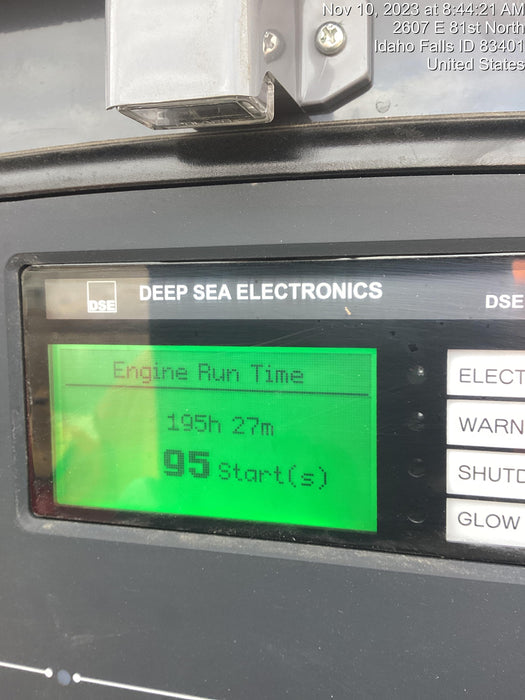 Nov 10, 2023 at 8:44:21 AM
2607 E 81st North
Idaho Falls ID 83401
United States
DSE
DEEP SEA ELECTRONICS
DSE
Engine Run Time
195h 27m
95 Start(s)
ELECT
WARN
SHUTD
GLOW